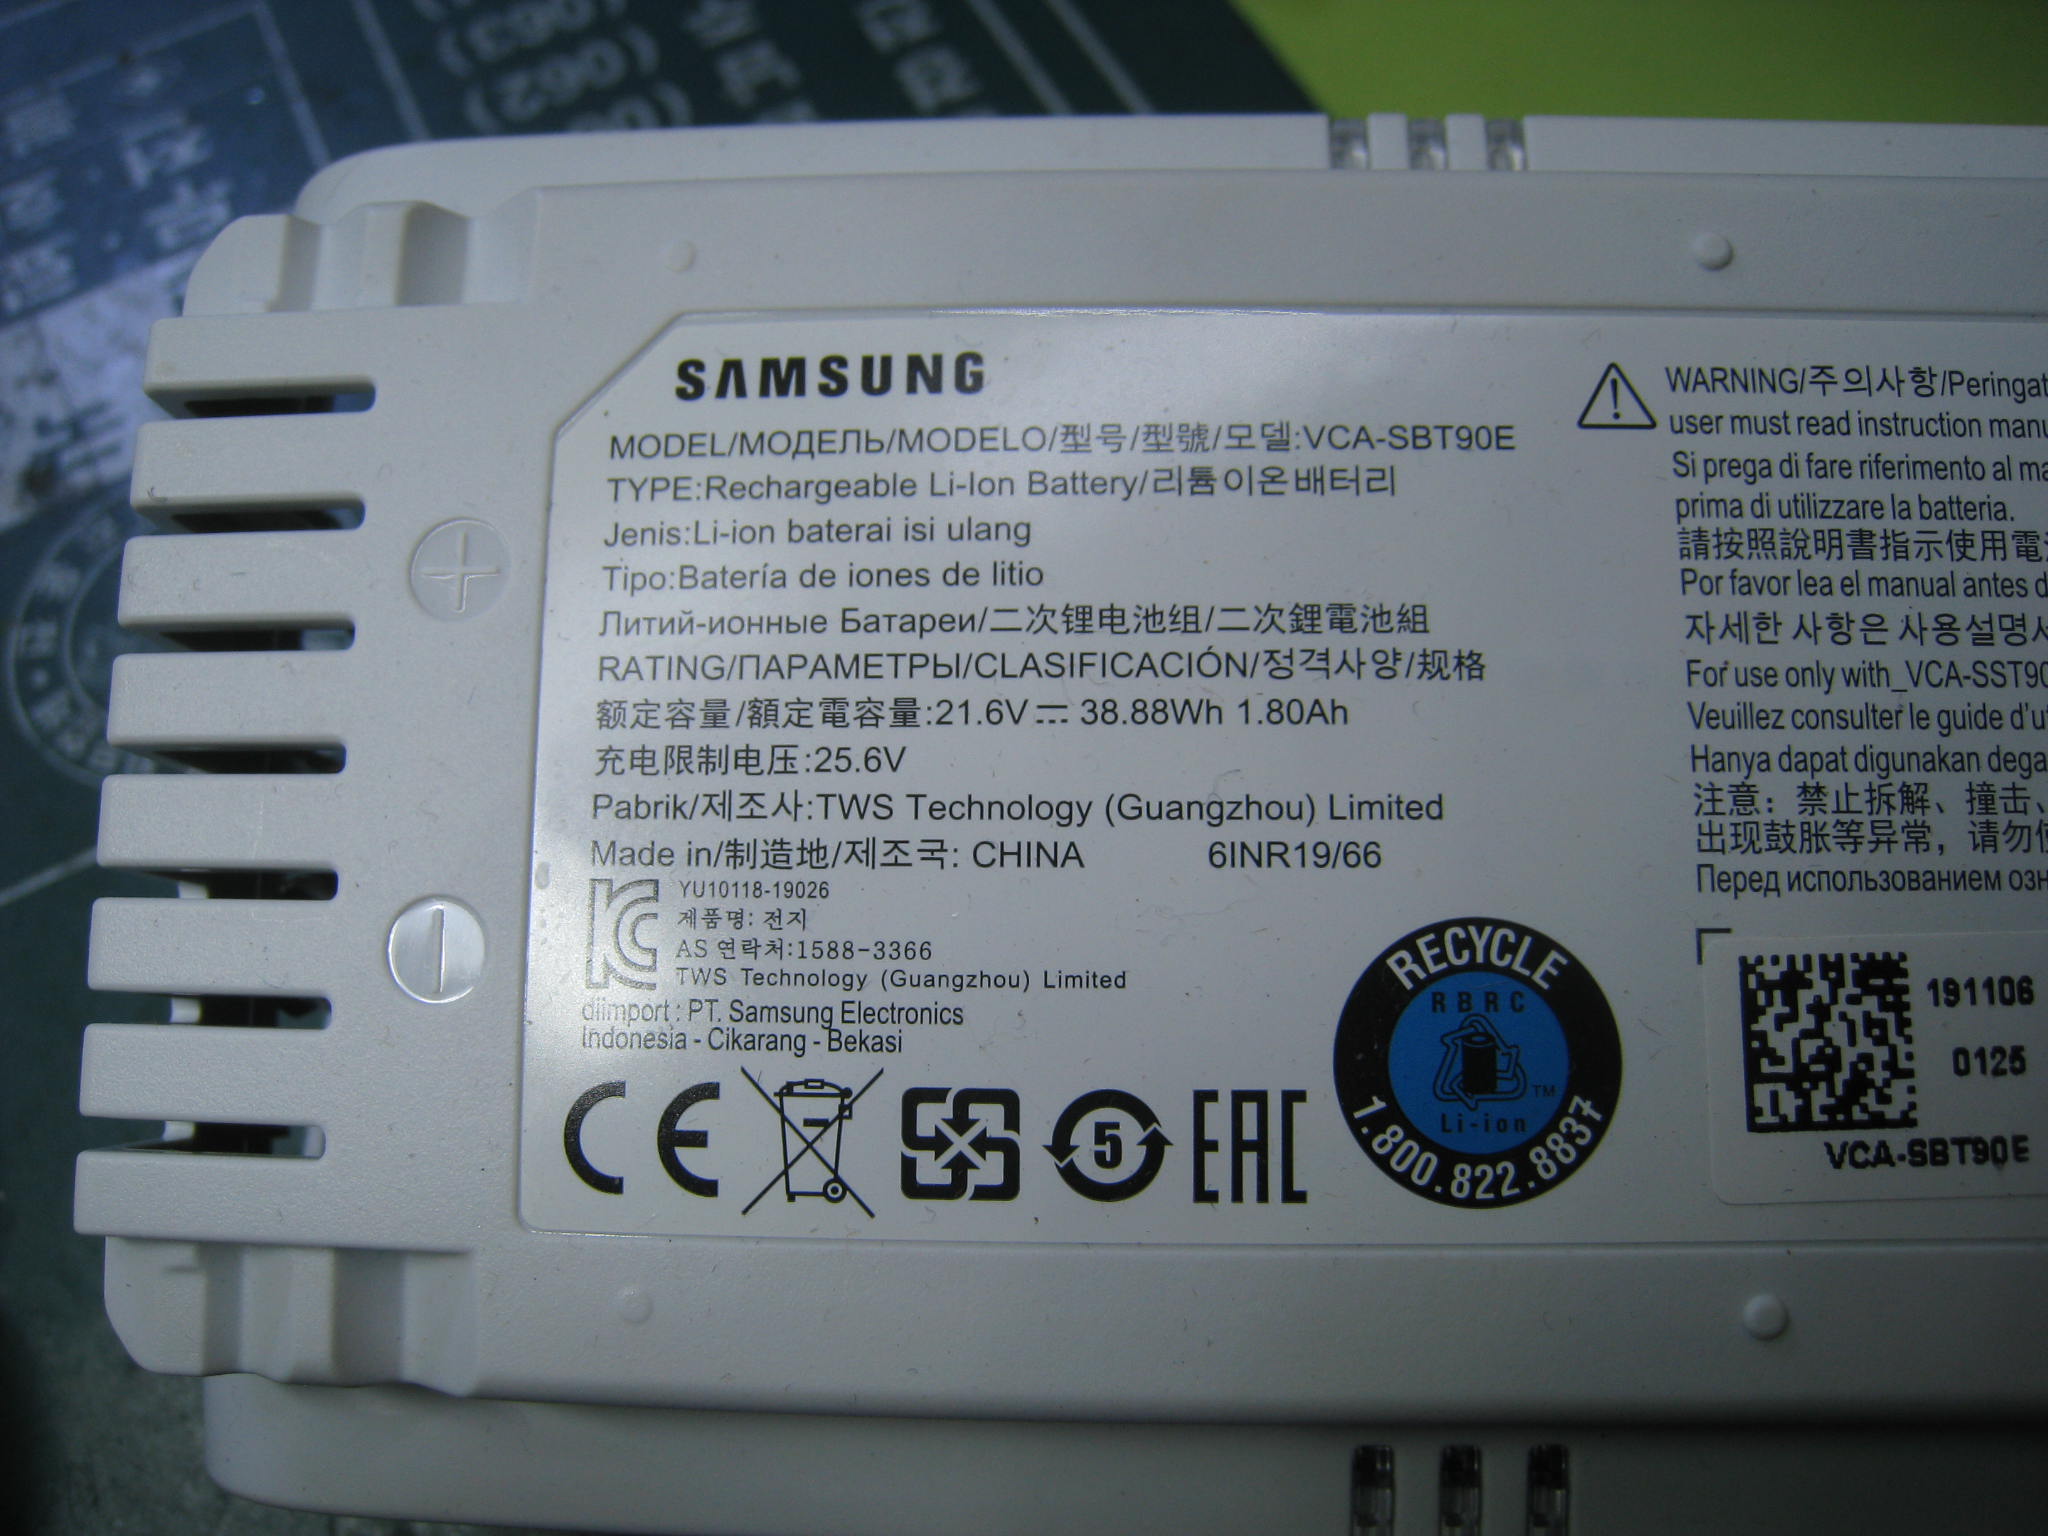 SAMSUNG
MODEL/МОДЕЛЬ/MODELO/型号/型號/모델:VCA-SBT90E
TYPE:Rechargeable Li-Ion Battery/리튬이온배터리
Jenis:Li-ion baterai isi ulang
Tipo:Batería de iones de litio
Литий-ионные Батареи/二次锂电池组/二次鋰電池組
RATING/ПАРАМЕТРЫ/CLASIFICACIÓN/정격사양/规格
额定容量/額定電容量:21.6V⎓ 38.88Wh 1.80Ah
充电限制电压:25.6V
Pabrik/제조사:TWS Technology (Guangzhou) Limited
Made in/制造地/제조국: CHINA 6INR19/66
YU10118-19026
제품명: 전지
AS 연락처:1588-3366
TWS Technology (Guangzhou) Limited
diimport : PT. Samsung Electronics
Indonesia - Cikarang - Bekasi
CE
5
EAC
RECYCLE
RBRC
Li-ion
TM
1.800.822.8837
WARNING/주의사항/Peringat
user must read instruction manu
Si prega di fare riferimento al ma
prima di utilizzare la batteria.
請按照說明書指示使用電
Por favor lea el manual antes d
자세한 사항은 사용설명서
For use only with_VCA-SST90
Veuillez consulter le guide d'ut
Hanya dapat digunakan denga
注意：禁止拆解、撞击、
出现鼓胀等异常，请勿使
Перед использованием озн
191106
0125
VCA-SBT90E